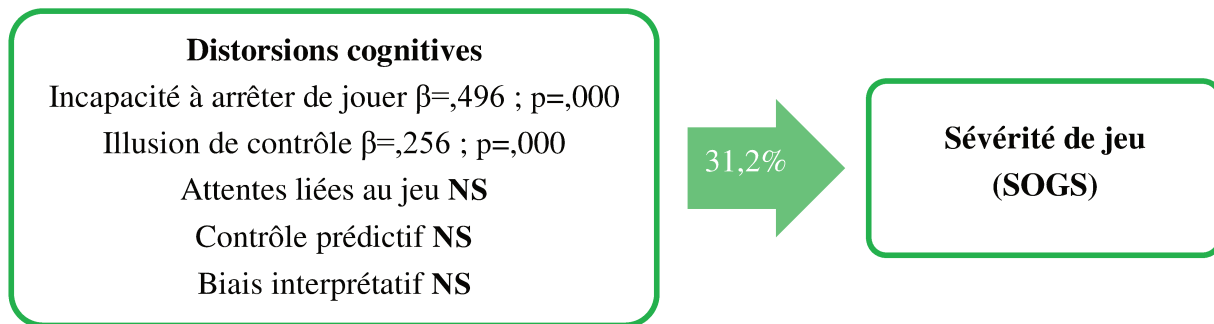 Distorsions cognitives
Incapacité à arrêter de jouer β=,496 ; p=,000
Illusion de contrôle β=,256 ; p=,000
Attentes liées au jeu NS
Contrôle prédictif NS
Biais interprétatif NS
31,2%
Sévérité de jeu
(SOGS)